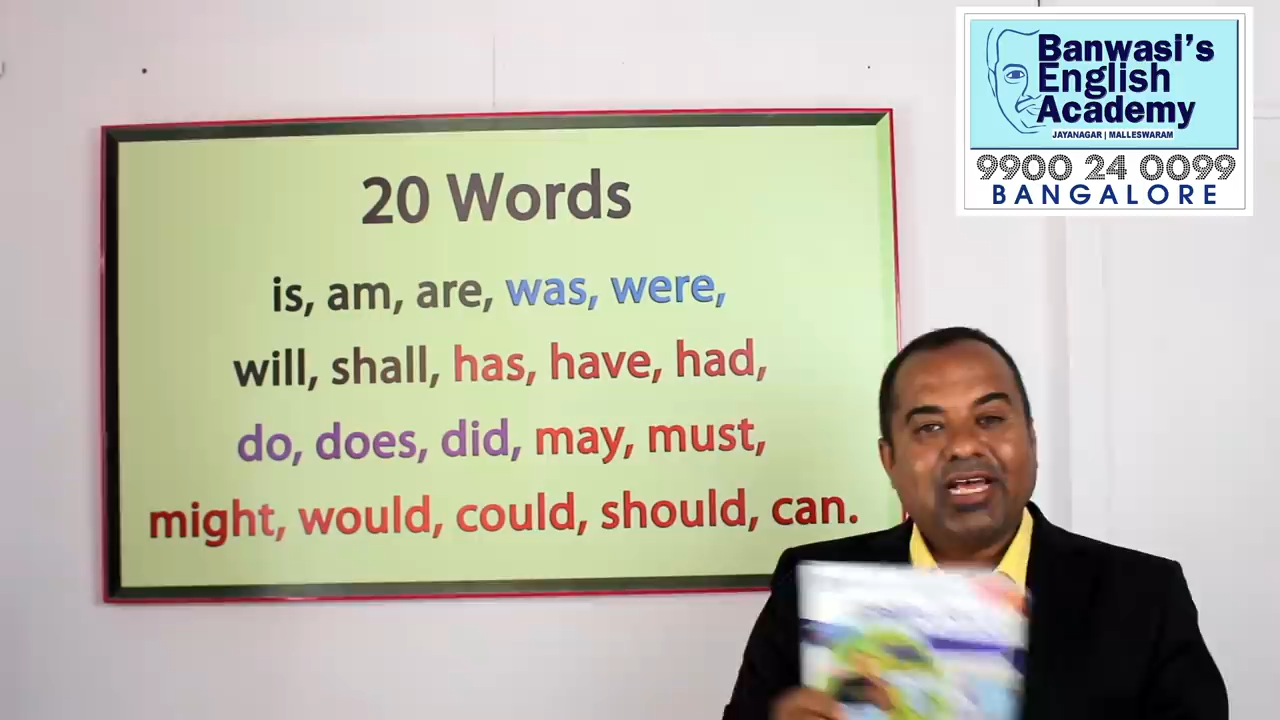 20 Words
is, am, are, was, were,
will, shall, has, have, had,
do, does, did, may, must,
might, would, could, should, can.
Banwasi's
English
Academy
JAYANAGAR | MALLESWARAM
9900 24 0099
BANGALORE